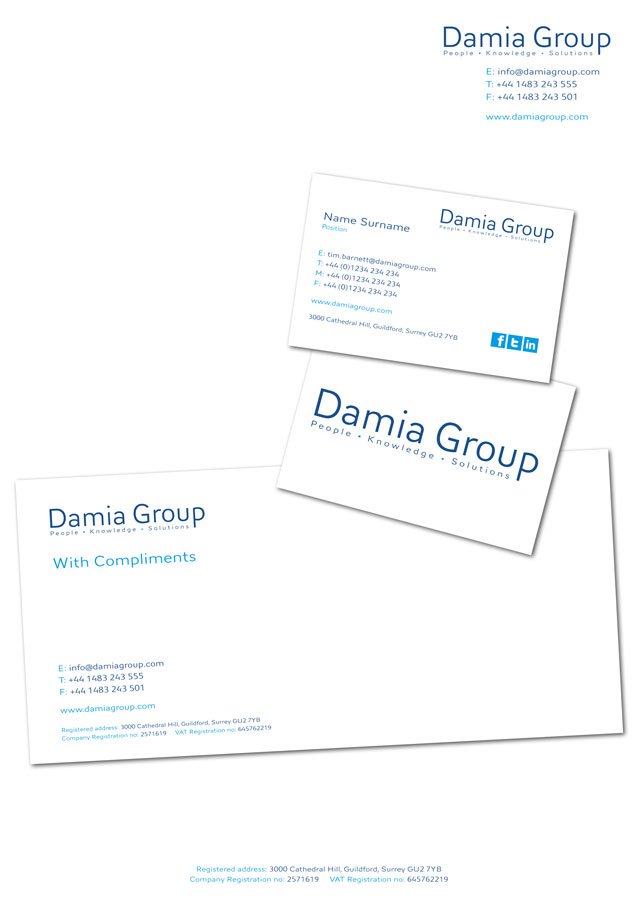 Damia Group
People • Knowledge • Solutions
E: info@damiagroup.com
T: +44 1483 243 555
F: +44 1483 243 501
www.damiagroup.com
Name Surname
Position
Damia Group
People • Knowledge • Solutions
E: tim.barnett@damiagroup.com
T: +44 (0)1234 234 234
M: +44 (0)1234 234 234
F: +44 (0)1234 234 234
www.damiagroup.com
3000 Cathedral Hill, Guildford, Surrey GU2 7YB
f t in
Damia Group
People • Knowledge • Solutions
Damia Group
People • Knowledge • Solutions
With Compliments
E: info@damiagroup.com
T: +44 1483 243 555
F: +44 1483 243 501
www.damiagroup.com
Registered address: 3000 Cathedral Hill, Guildford, Surrey GU2 7YB
Company Registration no: 2571619 VAT Registration no: 645762219
Registered address: 3000 Cathedral Hill, Guildford, Surrey GU2 7YB
Company Registration no: 2571619 VAT Registration no: 645762219